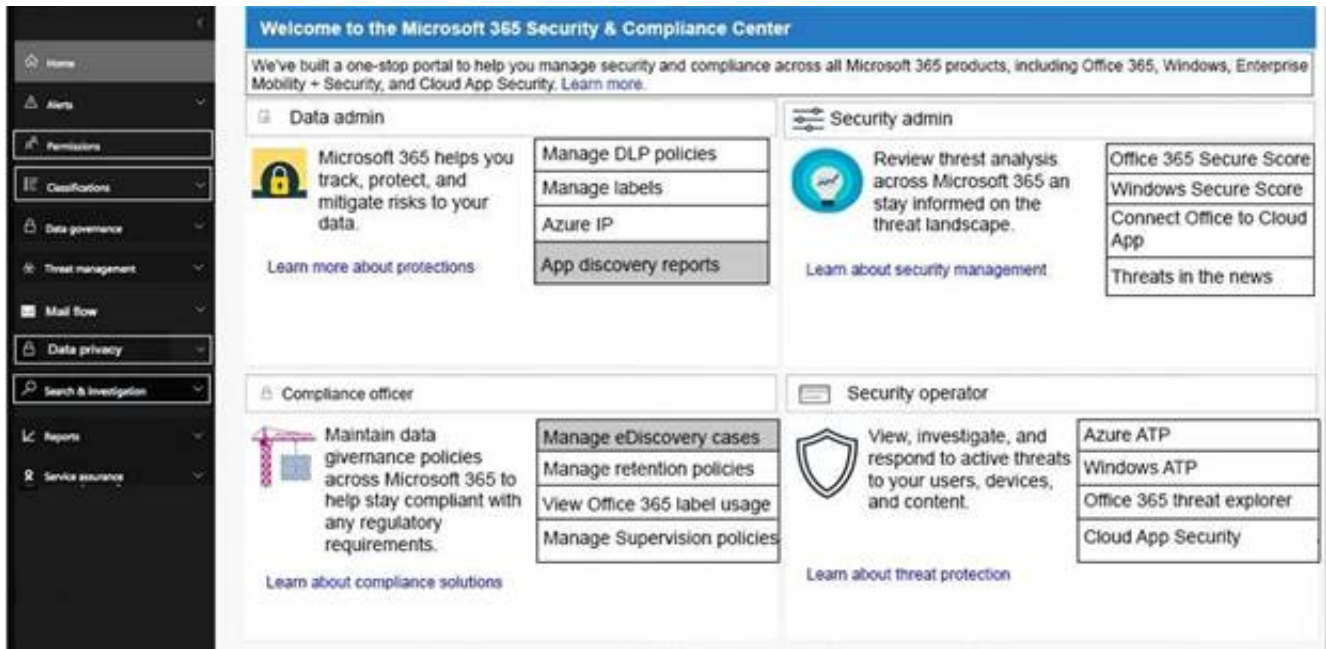 Home
Alerts
Permissions
Classifications
Data governance
Threat management
Mail flow
Data privacy
Search & Investigation
Reports
Service assurance
Welcome to the Microsoft 365 Security & Compliance Center
We've built a one-stop portal to help you manage security and compliance across all Microsoft 365 products, including Office 365, Windows, Enterprise
Mobility + Security, and Cloud App Security. Learn more.
Data admin
Microsoft 365 helps you
track, protect, and
mitigate risks to your
data.
Learn more about protections
Manage DLP policies
Manage labels
Azure IP
App discovery reports
Security admin
Review threst analysis
across Microsoft 365 an
stay informed on the
threat landscape.
Learn about security management
Office 365 Secure Score
Windows Secure Score
Connect Office to Cloud
App
Threats in the news
Compliance officer
Maintain data
givernance policies
across Microsoft 365 to
help stay compliant with
any regulatory
requirements.
Learn about compliance solutions
Manage eDiscovery cases
Manage retention policies
View Office 365 label usage
Manage Supervision policies
Security operator
View, investigate, and
respond to active threats
to your users, devices,
and content.
Learn about threat protection
Azure ATP
Windows ATP
Office 365 threat explorer
Cloud App Security